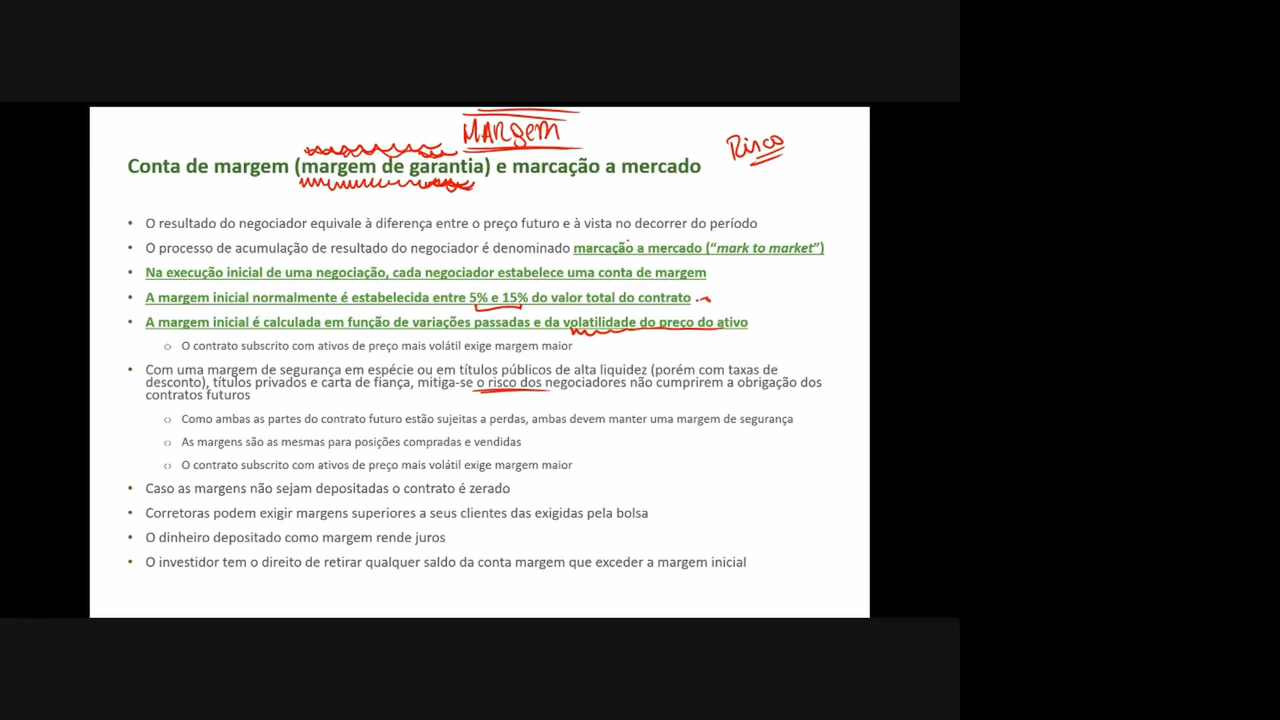 MARGEM
Risco
Conta de margem (margem de garantia) e marcação a mercado
• O resultado do negociador equivale à diferença entre o preço futuro e à vista no decorrer do período
• O processo de acumulação de resultado do negociador é denominado marcação a mercado ("mark to market")
• Na execução inicial de uma negociação, cada negociador estabelece uma conta de margem
• A margem inicial normalmente é estabelecida entre 5% e 15% do valor total do contrato
• A margem inicial é calculada em função de variações passadas e da volatilidade do preço do ativo
O contrato subscrito com ativos de preço mais volátil exige margem maior
• Com uma margem de segurança em espécie ou em títulos públicos de alta liquidez (porém com taxas de
desconto), títulos privados e carta de fiança, mitiga-se o risco dos negociadores não cumprirem a obrigação dos
contratos futuros
Como ambas as partes do contrato futuro estão sujeitas a perdas, ambas devem manter uma margem de segurança
As margens são as mesmas para posições compradas e vendidas
O contrato subscrito com ativos de preço mais volátil exige margem maior
• Caso as margens não sejam depositadas o contrato é zerado
• Corretoras podem exigir margens superiores a seus clientes das exigidas pela bolsa
• O dinheiro depositado como margem rende juros
• O investidor tem o direito de retirar qualquer saldo da conta margem que exceder a margem inicial